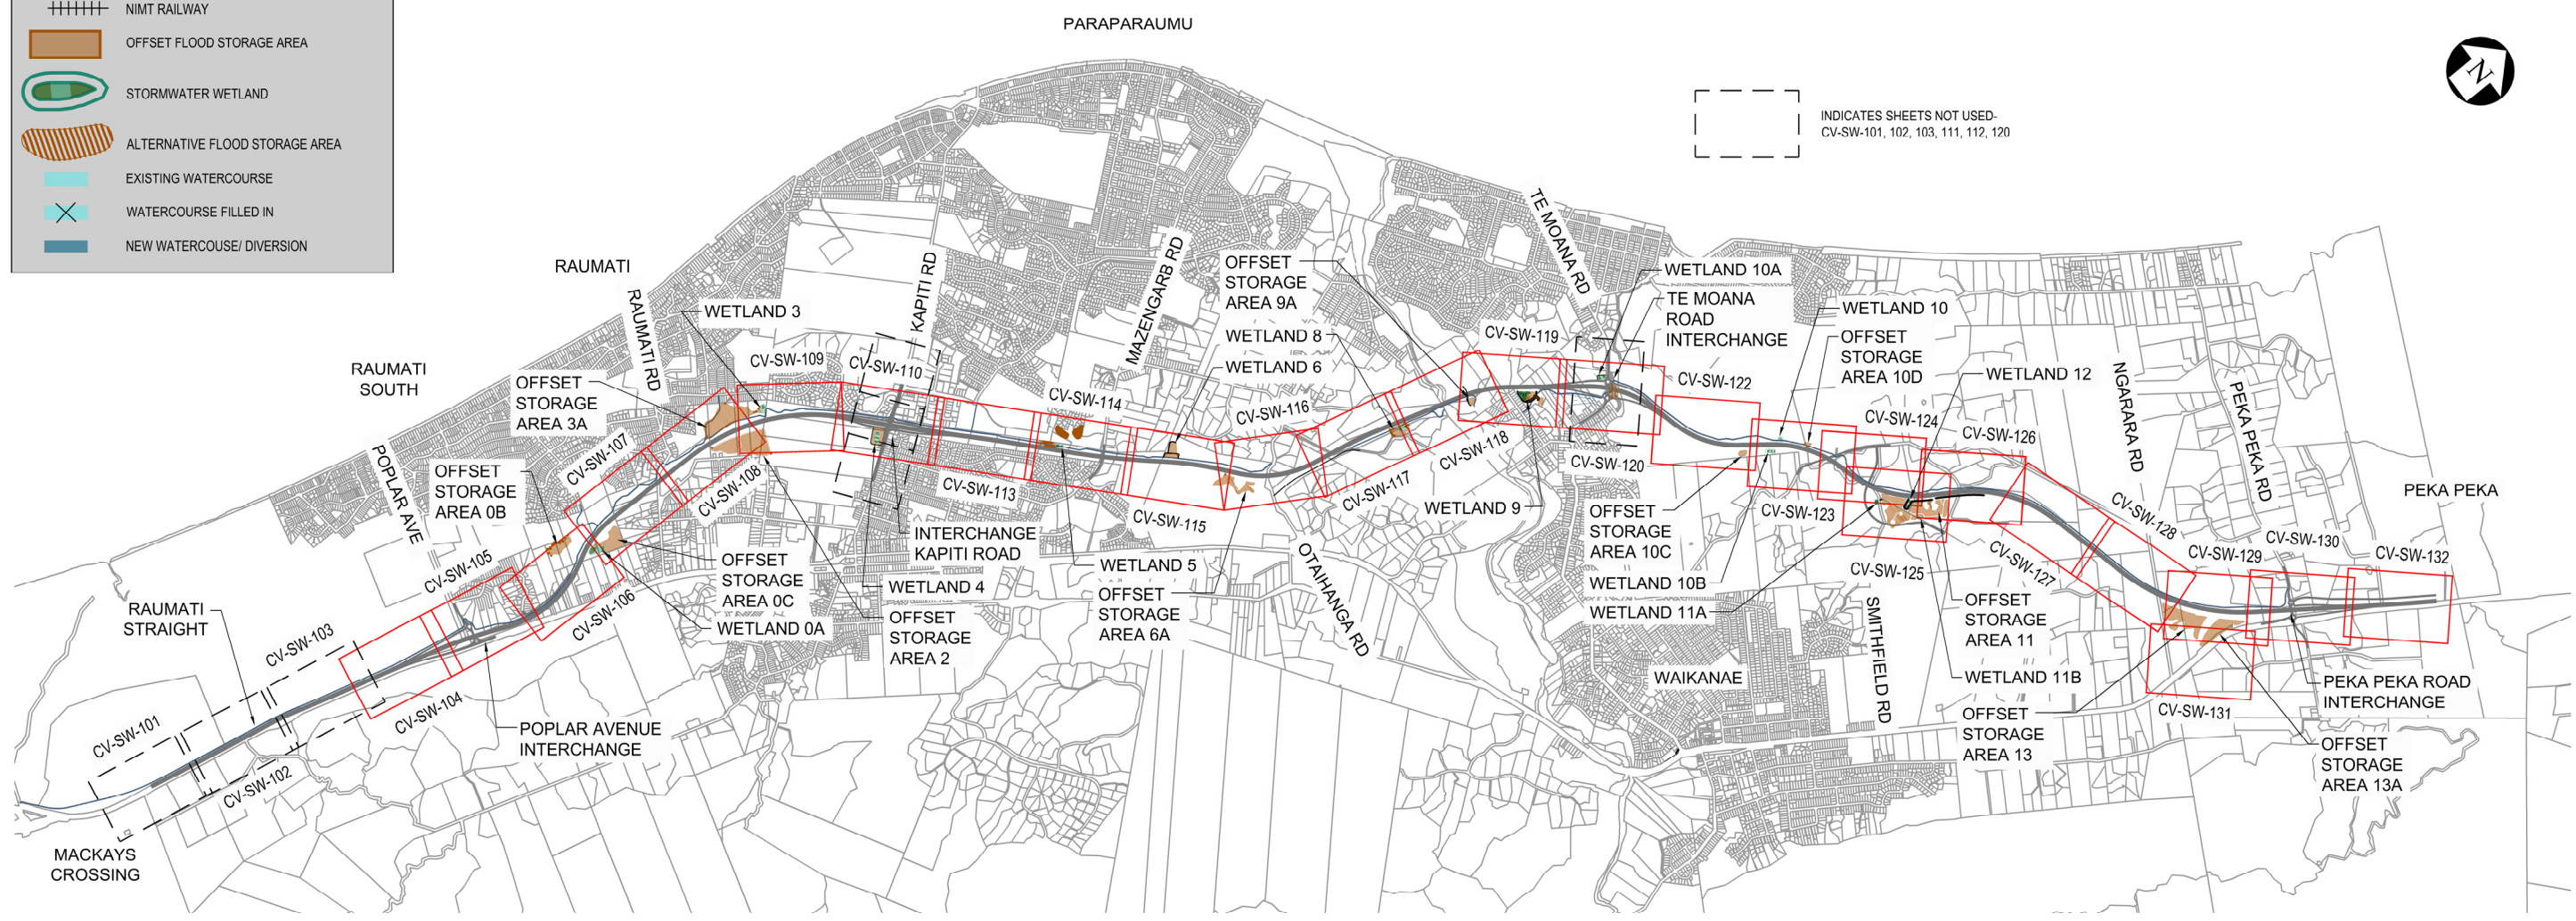 NIMT RAILWAY
OFFSET FLOOD STORAGE AREA
STORMWATER WETLAND
ALTERNATIVE FLOOD STORAGE AREA
EXISTING WATERCOURSE
WATERCOURSE FILLED IN
NEW WATERCOUSE/ DIVERSION
PARAPARAUMU
N
INDICATES SHEETS NOT USED-
CV-SW-101, 102, 103, 111, 112, 120
RAUMATI
RAUMATI RD
RAUMATI
SOUTH
POPLAR AVE
WETLAND 3
KAPITI RD
MAZENGARB RD
OFFSET
STORAGE
AREA 9A
WETLAND 8
WETLAND 6
TE MOANA RD
WETLAND 10A
TE MOANA
ROAD
INTERCHANGE
WETLAND 10
OFFSET
STORAGE
AREA 10D
WETLAND 12
NGARARA RD
PEKA PEKA RD
PEKA PEKA
OFFSET
STORAGE
AREA 3A
OFFSET
STORAGE
AREA 0B
CV-SW-101
CV-SW-102
CV-SW-103
CV-SW-104
CV-SW-105
CV-SW-106
CV-SW-107
CV-SW-108
CV-SW-109
CV-SW-110
CV-SW-113
CV-SW-114
CV-SW-115
CV-SW-116
CV-SW-117
CV-SW-118
CV-SW-119
CV-SW-120
CV-SW-122
CV-SW-123
CV-SW-124
CV-SW-125
CV-SW-126
CV-SW-127
CV-SW-128
CV-SW-129
CV-SW-130
CV-SW-131
CV-SW-132
RAUMATI
STRAIGHT
MACKAYS
CROSSING
POPLAR AVENUE
INTERCHANGE
OFFSET
STORAGE
AREA 0C
WETLAND 0A
INTERCHANGE
KAPITI ROAD
WETLAND 4
OFFSET
STORAGE
AREA 2
WETLAND 5
OFFSET
STORAGE
AREA 6A
OTAIHANGA RD
WETLAND 9
OFFSET
STORAGE
AREA 10C
WETLAND 10B
WETLAND 11A
WAIKANAE
SMITHFIELD RD
OFFSET
STORAGE
AREA 11
WETLAND 11B
OFFSET
STORAGE
AREA 13
PEKA PEKA ROAD
INTERCHANGE
OFFSET
STORAGE
AREA 13A